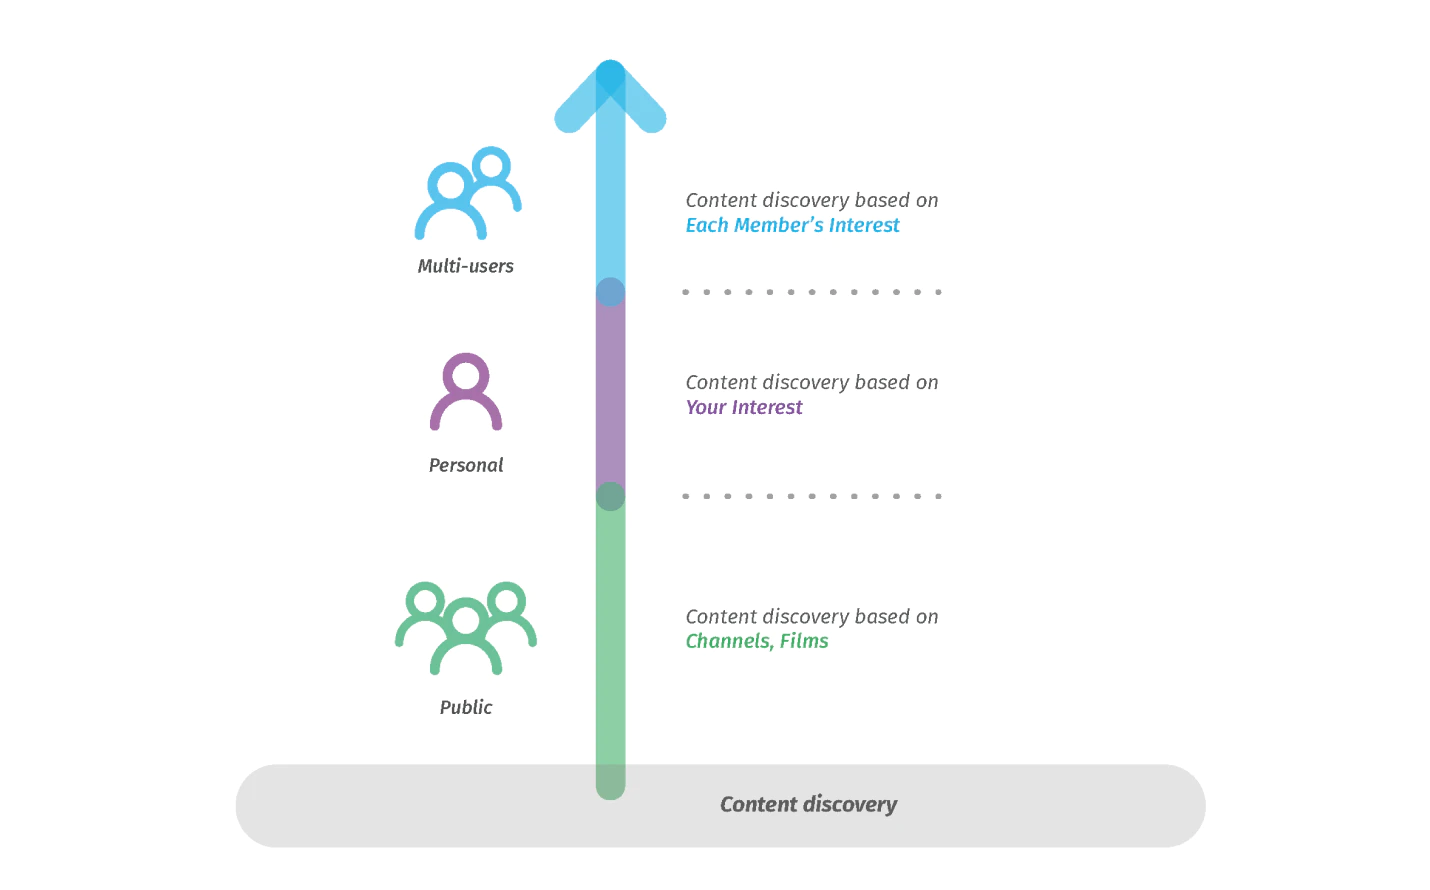 Content discovery based on
Each Member's Interest
Multi-users
Content discovery based on
Your Interest
Personal
Content discovery based on
Channels, Films
Public
Content discovery